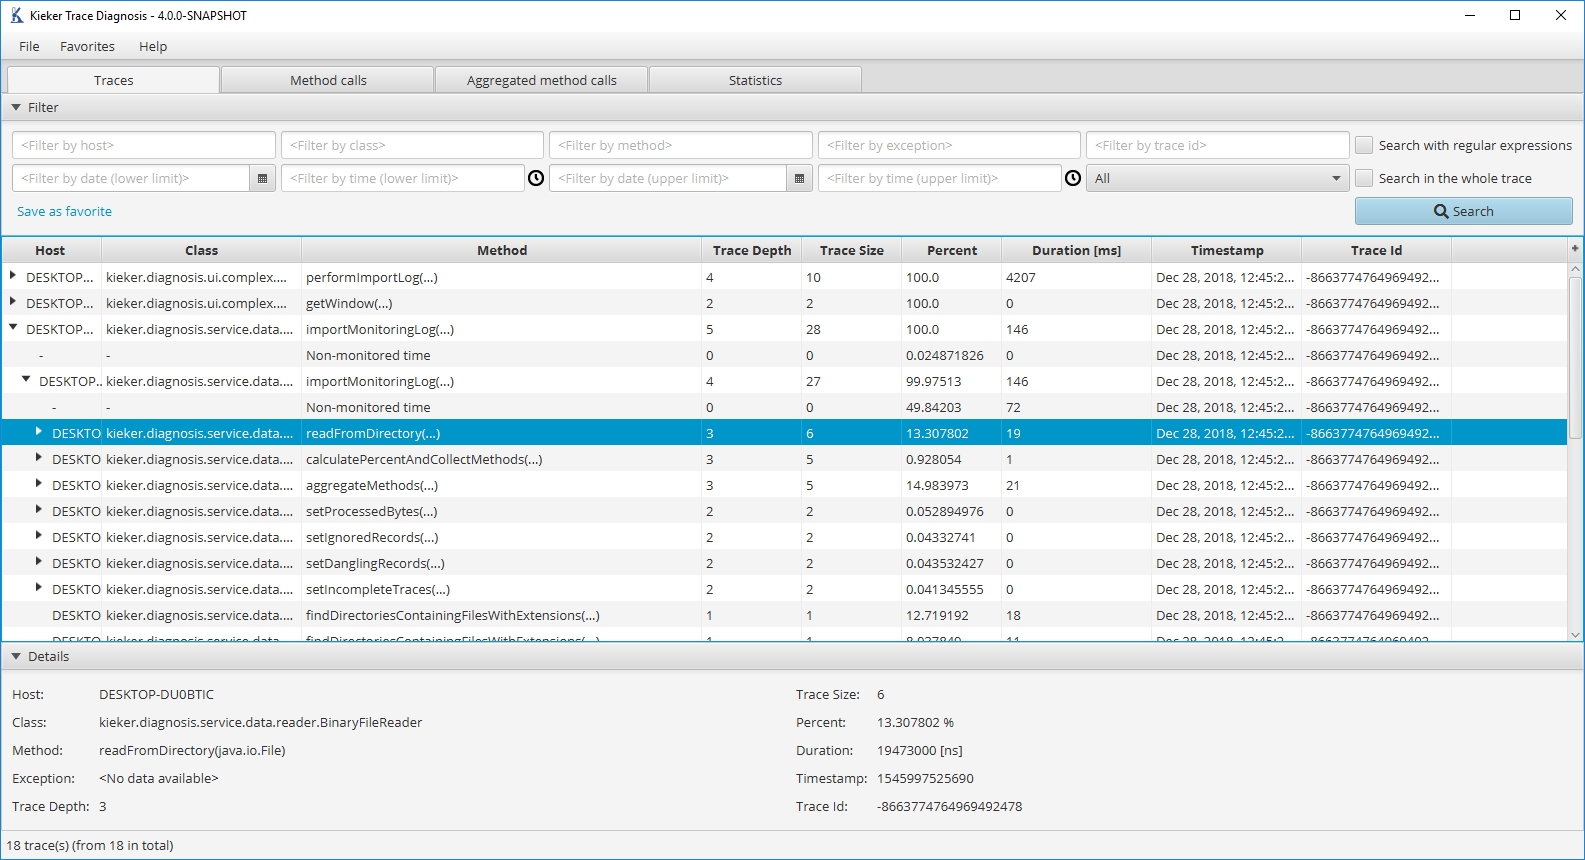 Kieker Trace Diagnosis - 4.0.0-SNAPSHOT
File Favorites Help
Traces Method calls Aggregated method calls Statistics
Filter
<Filter by host> <Filter by class> <Filter by method> <Filter by exception> <Filter by trace id> Search with regular expressions
<Filter by date (lower limit)> <Filter by time (lower limit)> <Filter by date (upper limit)> <Filter by time (upper limit)> All Search in the whole trace
Save as favorite Search
Host Class Method Trace Depth Trace Size Percent Duration [ms] Timestamp Trace Id +
DESKTOP... kieker.diagnosis.ui.complex.... performImportLog(...) 4 10 100.0 4207 Dec 28, 2018, 12:45:2... -8663774764969492...
DESKTOP... kieker.diagnosis.ui.complex.... getWindow(...) 2 2 100.0 0 Dec 28, 2018, 12:45:2... -8663774764969492...
DESKTOP... kieker.diagnosis.service.data.... importMonitoringLog(...) 5 28 100.0 146 Dec 28, 2018, 12:45:2... -8663774764969492...
- - Non-monitored time 0 0 0.024871826 0 Dec 28, 2018, 12:45:2... -8663774764969492...
DESKTOP.. kieker.diagnosis.service.data.... importMonitoringLog(...) 4 27 99.97513 146 Dec 28, 2018, 12:45:2... -8663774764969492...
- - Non-monitored time 0 0 49.84203 72 Dec 28, 2018, 12:45:2... -8663774764969492...
DESKTO kieker.diagnosis.service.data.... readFromDirectory(...) 3 6 13.307802 19 Dec 28, 2018, 12:45:2... -8663774764969492...
DESKTO kieker.diagnosis.service.data.... calculatePercentAndCollectMethods(...) 3 5 0.928054 1 Dec 28, 2018, 12:45:2... -8663774764969492...
DESKTO kieker.diagnosis.service.data.... aggregateMethods(...) 3 5 14.983973 21 Dec 28, 2018, 12:45:2... -8663774764969492...
DESKTO kieker.diagnosis.service.data.... setProcessedBytes(...) 2 2 0.052894976 0 Dec 28, 2018, 12:45:2... -8663774764969492...
DESKTO kieker.diagnosis.service.data.... setIgnoredRecords(...) 2 2 0.04332741 0 Dec 28, 2018, 12:45:2... -8663774764969492...
DESKTO kieker.diagnosis.service.data.... setDanglingRecords(...) 2 2 0.043532427 0 Dec 28, 2018, 12:45:2... -8663774764969492...
DESKTO kieker.diagnosis.service.data.... setIncompleteTraces(...) 2 2 0.041345555 0 Dec 28, 2018, 12:45:2... -8663774764969492...
DESKTO kieker.diagnosis.service.data.... findDirectoriesContainingFilesWithExtensions(...) 1 1 12.719192 18 Dec 28, 2018, 12:45:2... -8663774764969492...
DESKTO kieker.diagnosis.service.data.... findDirectoriesContainingFilesWithExtensions(...) 1 1 11 Dec 28, 2018, 12:45:2... -8663774764969492...
Details
Host: DESKTOP-DU0BTIC Trace Size: 6
Class: kieker.diagnosis.service.data.reader.BinaryFileReader Percent: 13.307802 %
Method: readFromDirectory(java.io.File) Duration: 19473000 [ns]
Exception: <No data available> Timestamp: 1545997525690
Trace Depth: 3 Trace Id: -8663774764969492478
18 trace(s) (from 18 in total)